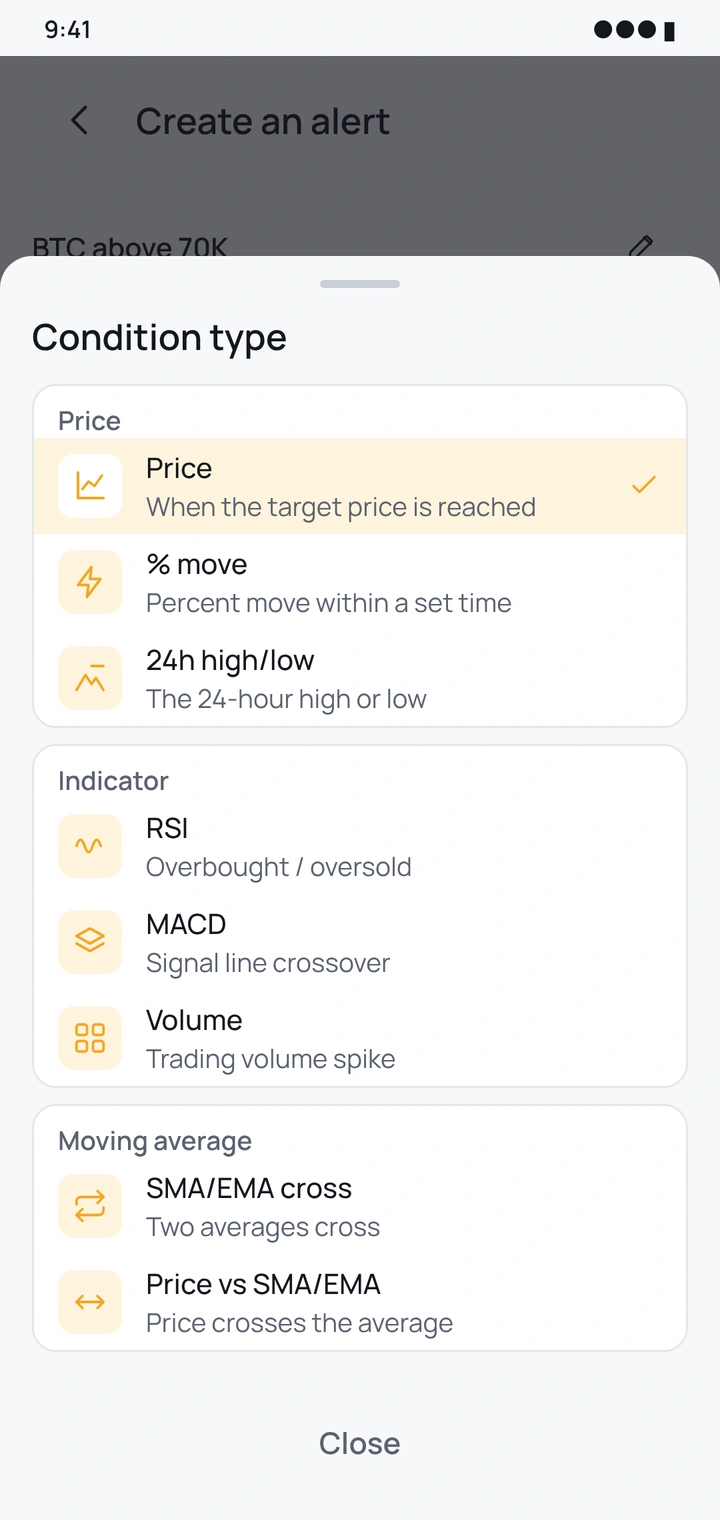 9:41
Create an alert
BTC above 70K
Condition type
Price
Price
When the target price is reached
% move
Percent move within a set time
24h high/low
The 24-hour high or low
Indicator
RSI
Overbought / oversold
MACD
Signal line crossover
Volume
Trading volume spike
Moving average
SMA/EMA cross
Two averages cross
Price vs SMA/EMA
Price crosses the average
Close